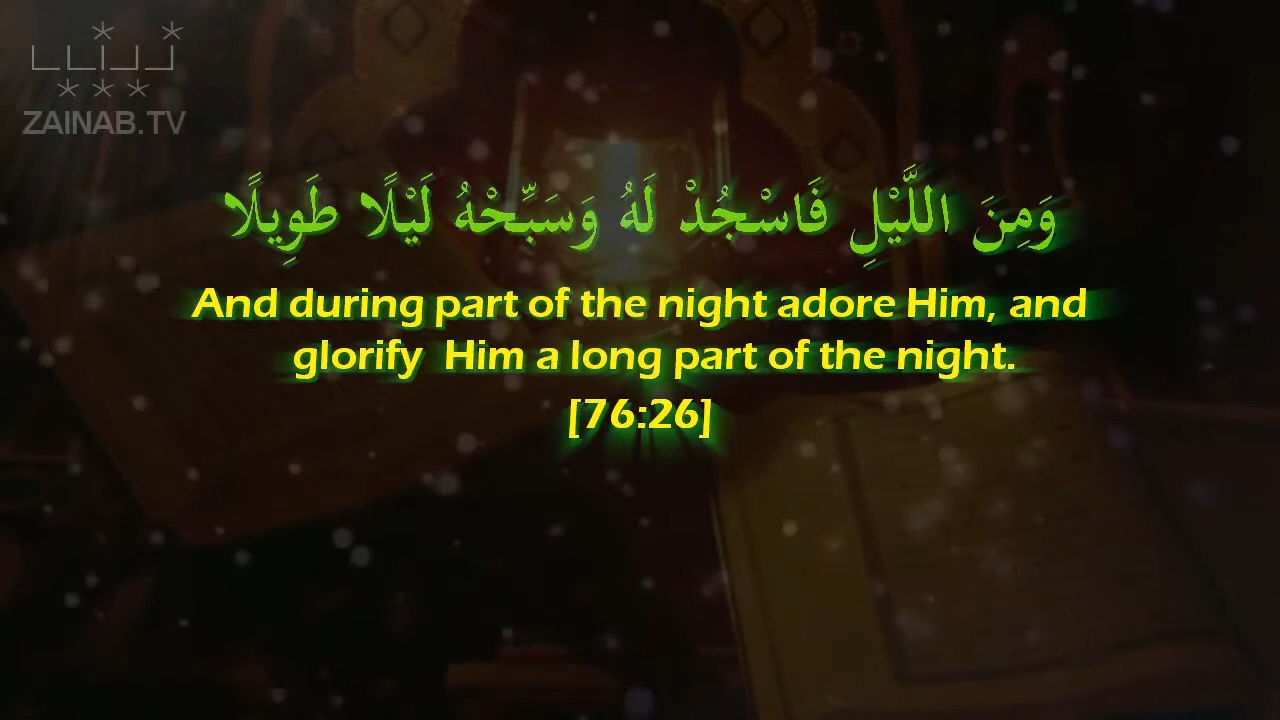 ZAINAB.TV
وَمِنَ اللَّيْلِ فَاسْجُدْ لَهُ وَسَبِّحْهُ لَيْلًا طَوِيلًا
And during part of the night adore Him, and
glorify  Him a long part of the night.
[76:26]